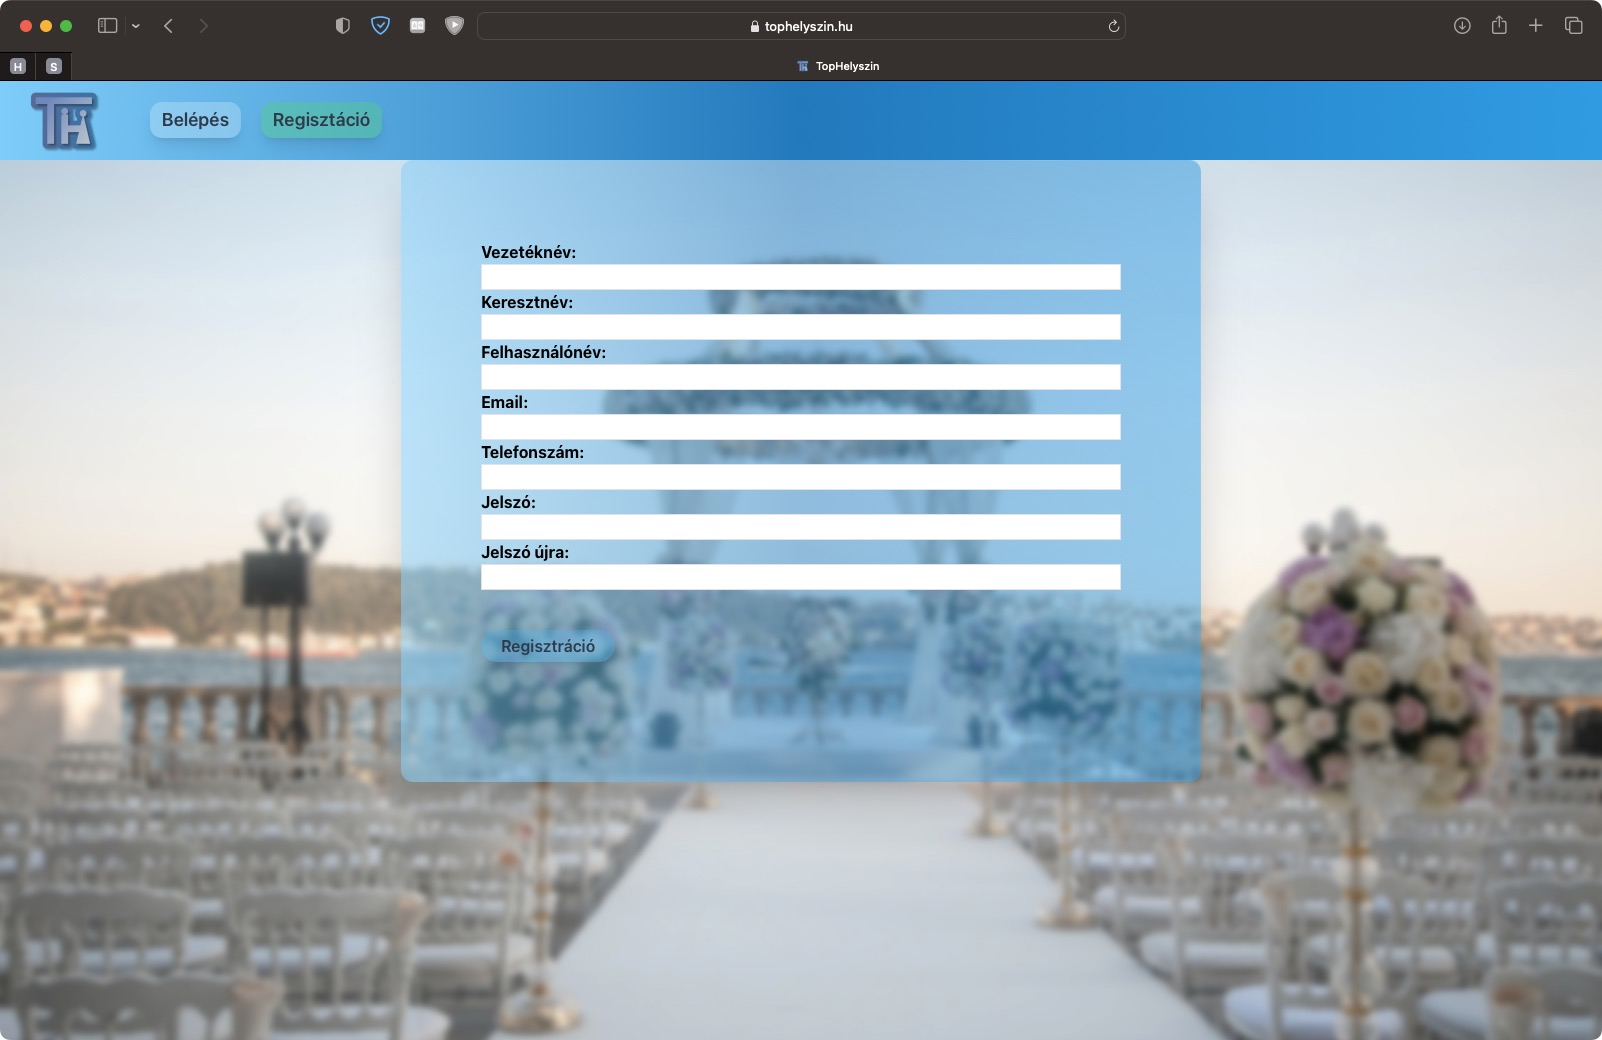 tophelyszin.hu
H
S
TopHelyszin
TH
Belépés
Regisztáció
Vezetéknév:
Keresztnév:
Felhasználónév:
Email:
Telefonszám:
Jelszó:
Jelszó újra:
Regisztráció